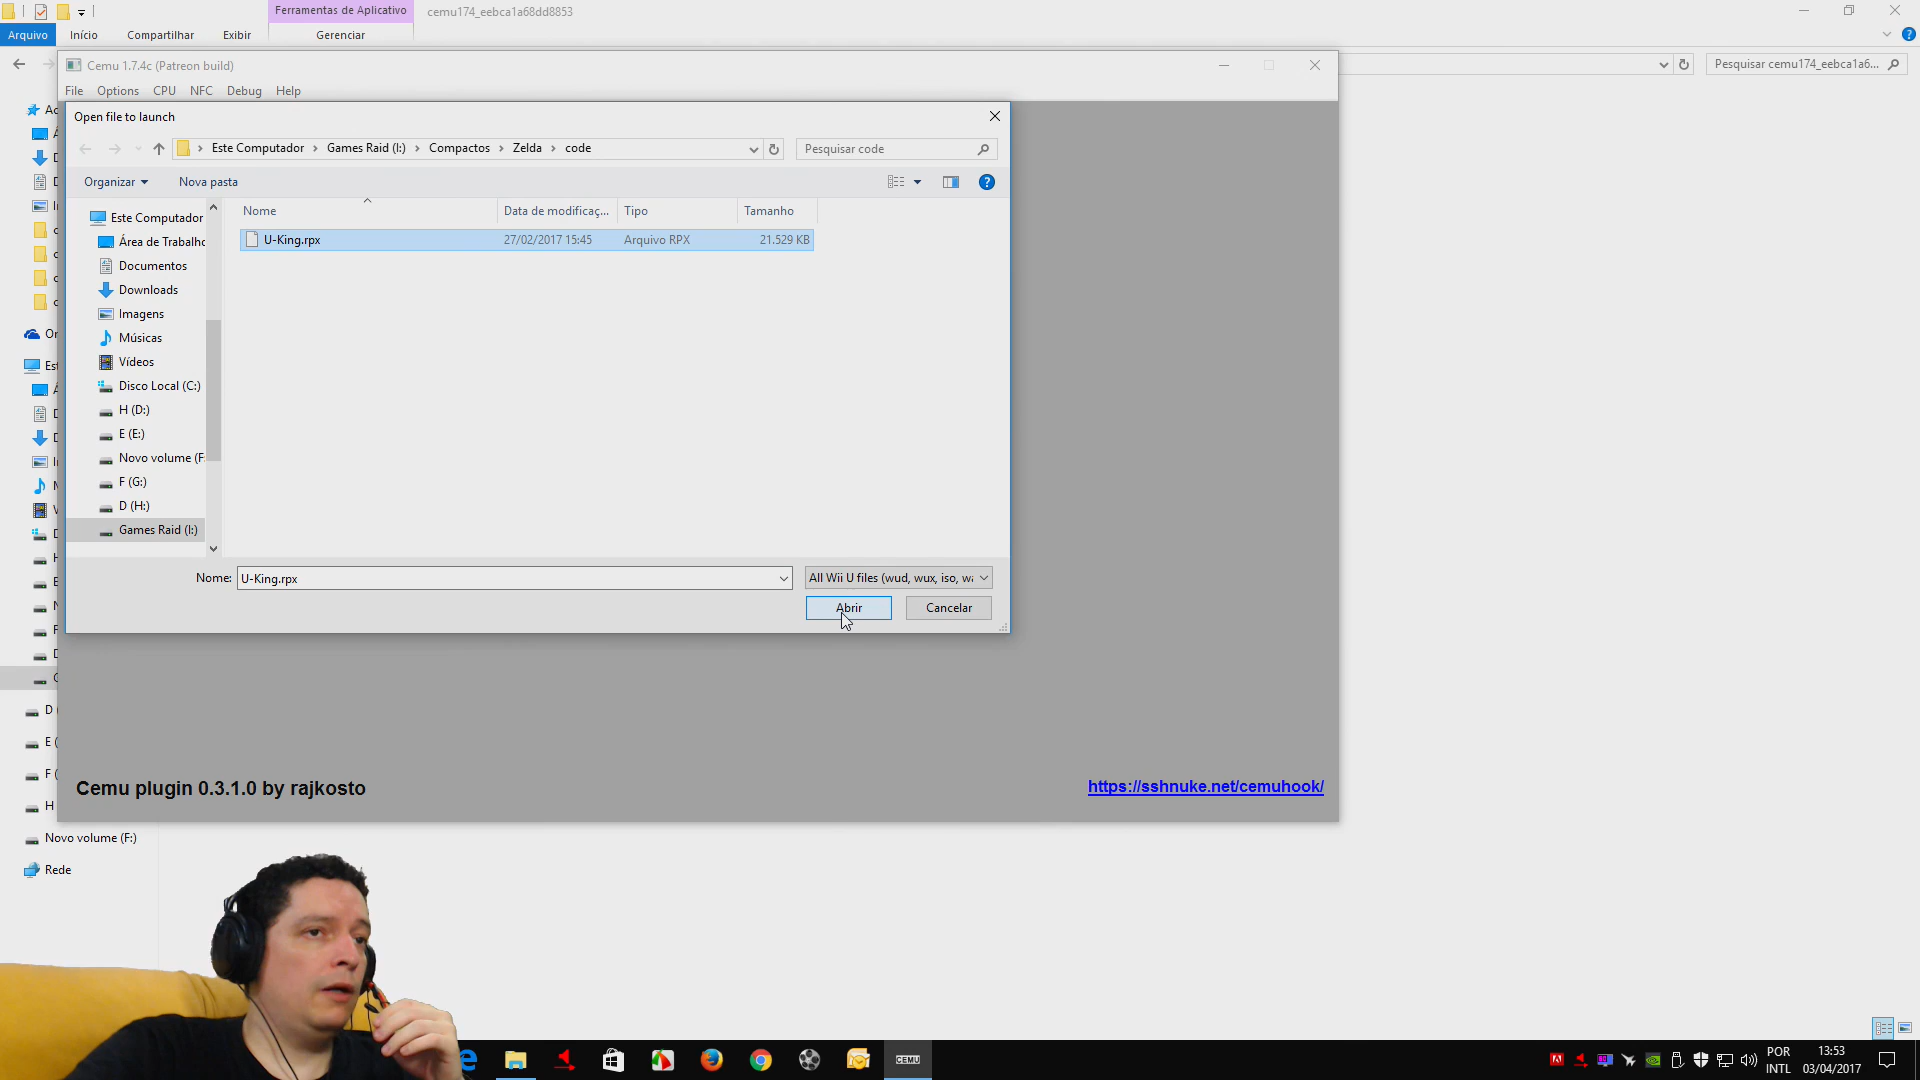 Ferramentas de Aplicativo
cemu174_eebca1a68dd8853
Arquivo Início Compartilhar Exibir Gerenciar
Cemu 1.7.4c (Patreon build)
Pesquisar cemu174_eebca1a6...
File Options CPU NFC Debug Help
Open file to launch
Este Computador Games Raid (I:) Compactos Zelda code
Pesquisar code
Organizar Nova pasta
Nome Data de modificaç... Tipo Tamanho
U-King.rpx 27/02/2017 15:45 Arquivo RPX 21.529 KB
Este Computador
Área de Trabalho
Documentos
Downloads
Imagens
Músicas
Vídeos
Disco Local (C:)
H (D:)
E (E:)
Novo volume (F
F (G:)
D (H:)
Games Raid (I:)
Nome: U-King.rpx
All Wii U files (wud, wux, iso, wa
Abrir Cancelar
Cemu plugin 0.3.1.0 by rajkosto
https://sshnuke.net/cemuhook/
Novo volume (F:)
Rede
CEMU
POR
INTL
13:53
03/04/2017